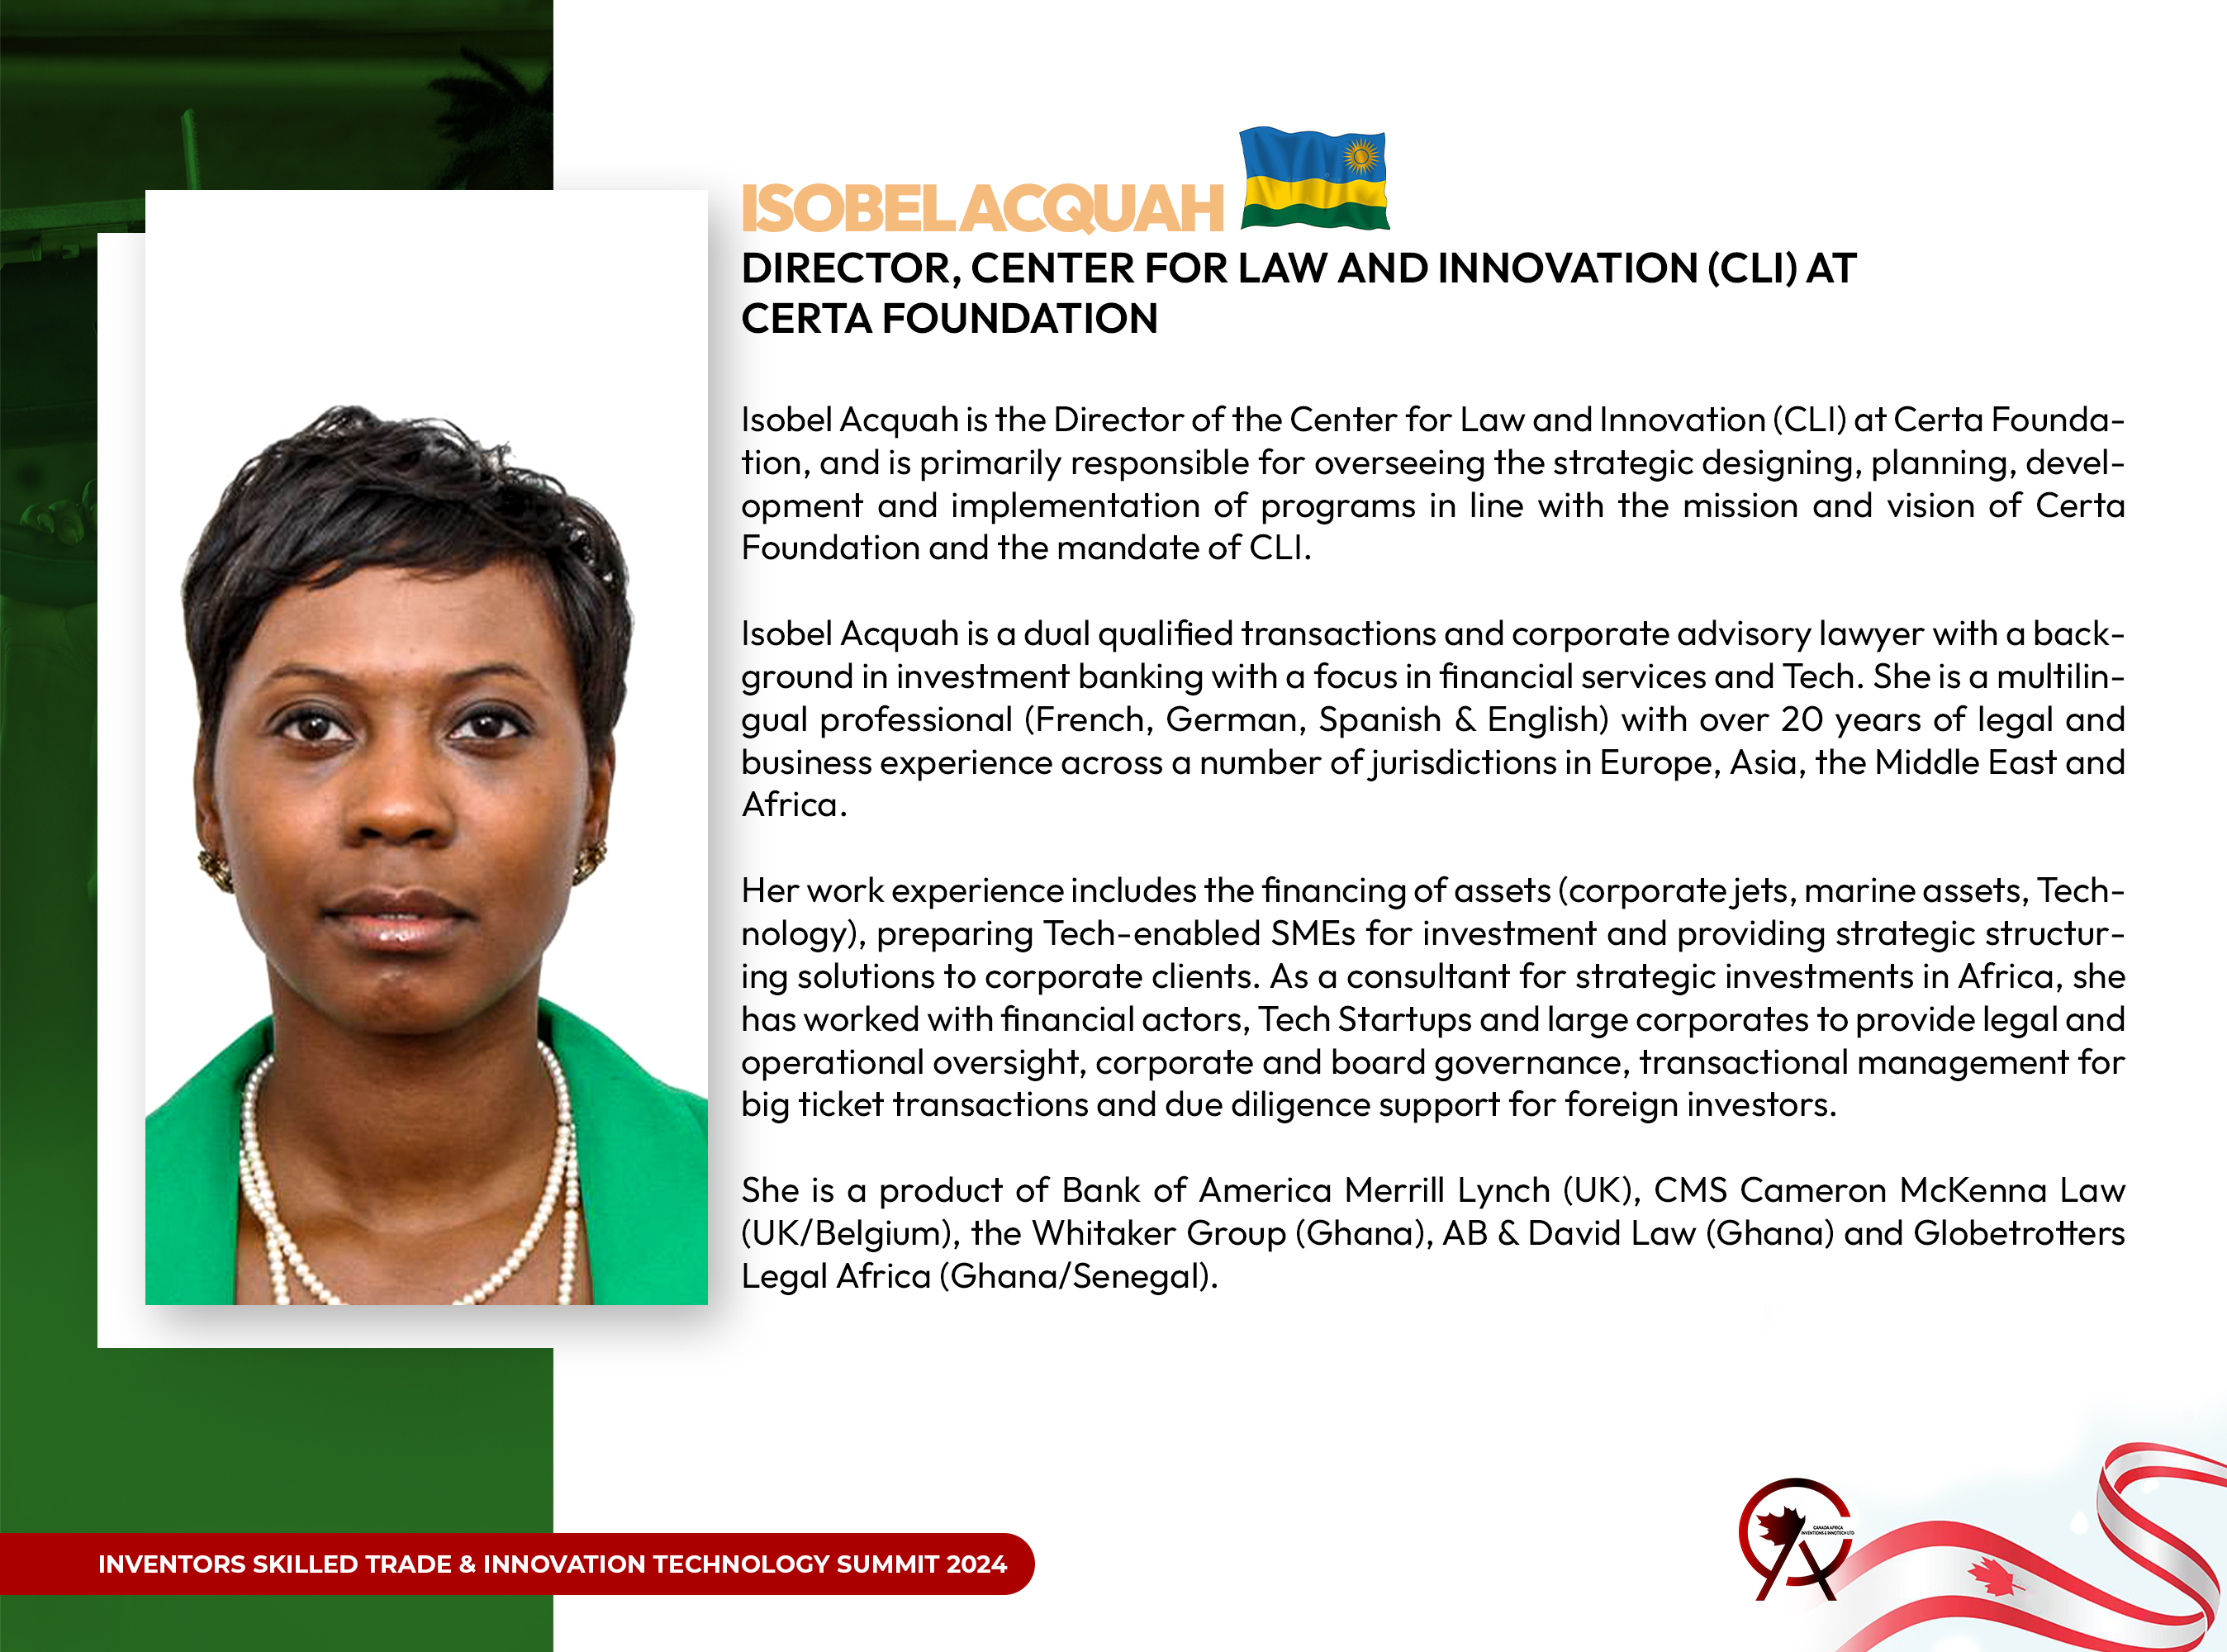 ISOBEL ACQUAH
DIRECTOR, CENTER FOR LAW AND INNOVATION (CLI) AT
CERTA FOUNDATION
Isobel Acquah is the Director of the Center for Law and Innovation (CLI) at Certa Founda-
tion, and is primarily responsible for overseeing the strategic designing, planning, devel-
opment and implementation of programs in line with the mission and vision of Certa
Foundation and the mandate of CLI.
Isobel Acquah is a dual qualified transactions and corporate advisory lawyer with a back-
ground in investment banking with a focus in financial services and Tech. She is a multilin-
gual professional (French, German, Spanish & English) with over 20 years of legal and
business experience across a number of jurisdictions in Europe, Asia, the Middle East and
Africa.
Her work experience includes the financing of assets (corporate jets, marine assets, Tech-
nology), preparing Tech-enabled SMEs for investment and providing strategic structur-
ing solutions to corporate clients. As a consultant for strategic investments in Africa, she
has worked with financial actors, Tech Startups and large corporates to provide legal and
operational oversight, corporate and board governance, transactional management for
big ticket transactions and due diligence support for foreign investors.
She is a product of Bank of America Merrill Lynch (UK), CMS Cameron McKenna Law
(UK/Belgium), the Whitaker Group (Ghana), AB & David Law (Ghana) and Globetrotters
Legal Africa (Ghana/Senegal).
CANADA AFRICA
INVENTIONS & INNOTECH LTD
INVENTORS SKILLED TRADE & INNOVATION TECHNOLOGY SUMMIT 2024